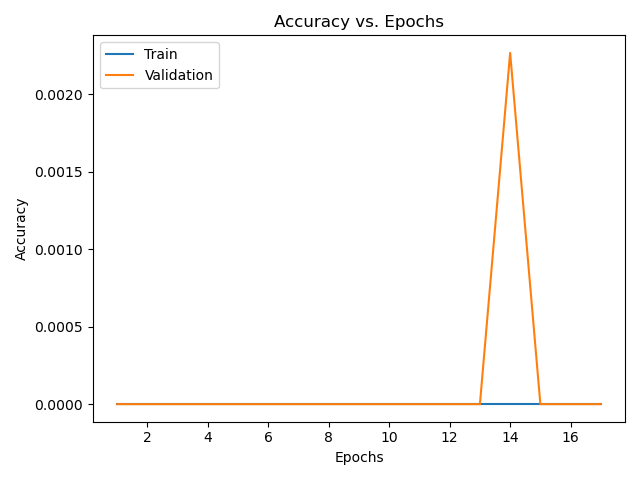 Accuracy vs. Epochs
Train
Validation
0.0020
0.0015
0.0010
0.0005
0.0000
Accuracy
2 4 6 8 10 12 14 16
Epochs